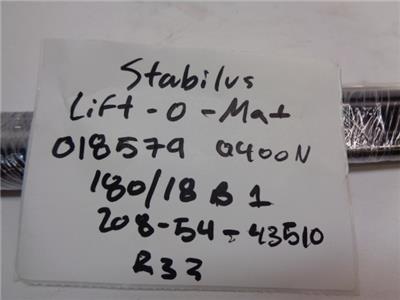 Stabilus
Lift-O-Mat
018579 0400N
180/18 B 1
208-54-43510
R33